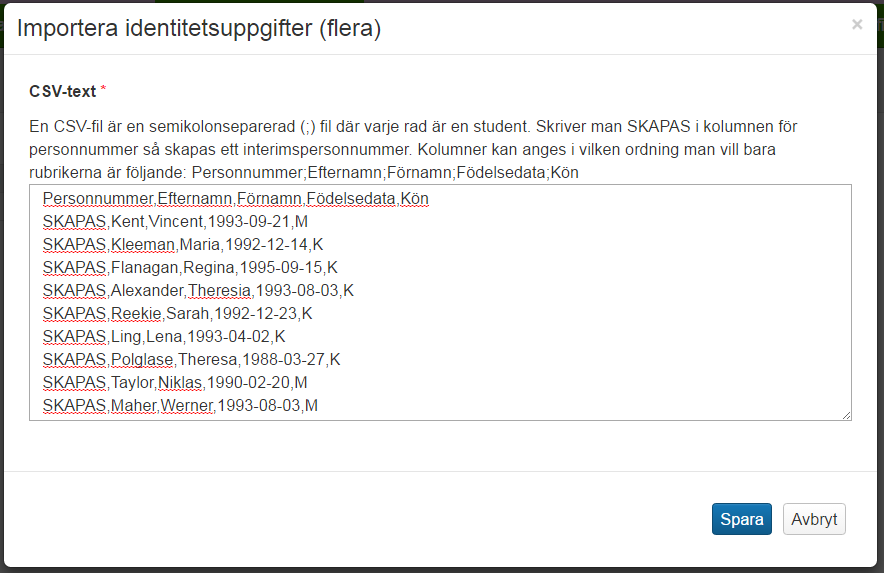 Importera identitetsuppgifter (flera)
×
CSV-text *
En CSV-fil är en semikolonseparerad (;) fil där varje rad är en student. Skriver man SKAPAS i kolumnen för
personnummer så skapas ett interimspersonnummer. Kolumner kan anges i vilken ordning man vill bara
rubrikerna är följande: Personnummer;Efternamn;Förnamn;Födelsedata;Kön
Personnummer,Efternamn,Förnamn,Födelsedata,Kön
SKAPAS,Kent,Vincent,1993-09-21,M
SKAPAS,Kleeman,Maria,1992-12-14,K
SKAPAS,Flanagan,Regina,1995-09-15,K
SKAPAS,Alexander,Theresia,1993-08-03,K
SKAPAS,Reekie,Sarah,1992-12-23,K
SKAPAS,Ling,Lena,1993-04-02,K
SKAPAS,Polglase,Theresa,1988-03-27,K
SKAPAS,Taylor,Niklas,1990-02-20,M
SKAPAS,Maher,Werner,1993-08-03,M
Spara Avbryt